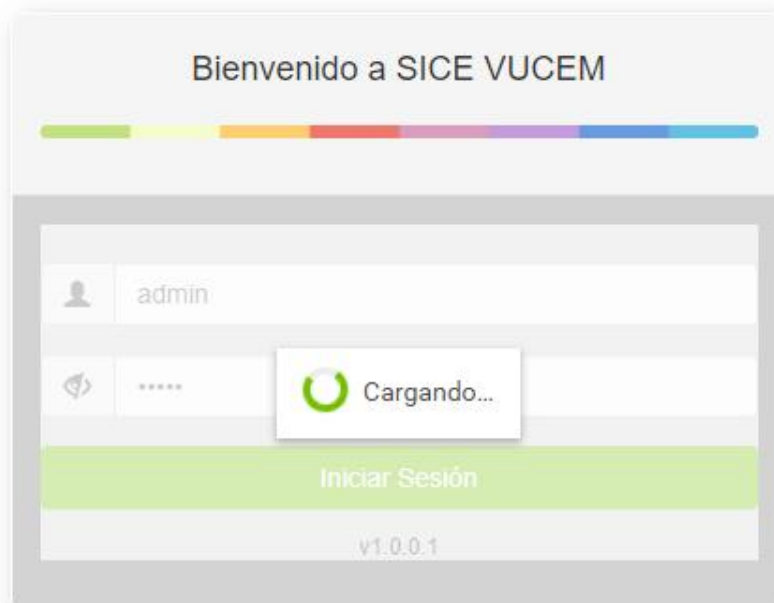 Bienvenido a SICE VUCEM
admin
•••••
Cargando...
Iniciar Sesión
v1.0.0.1